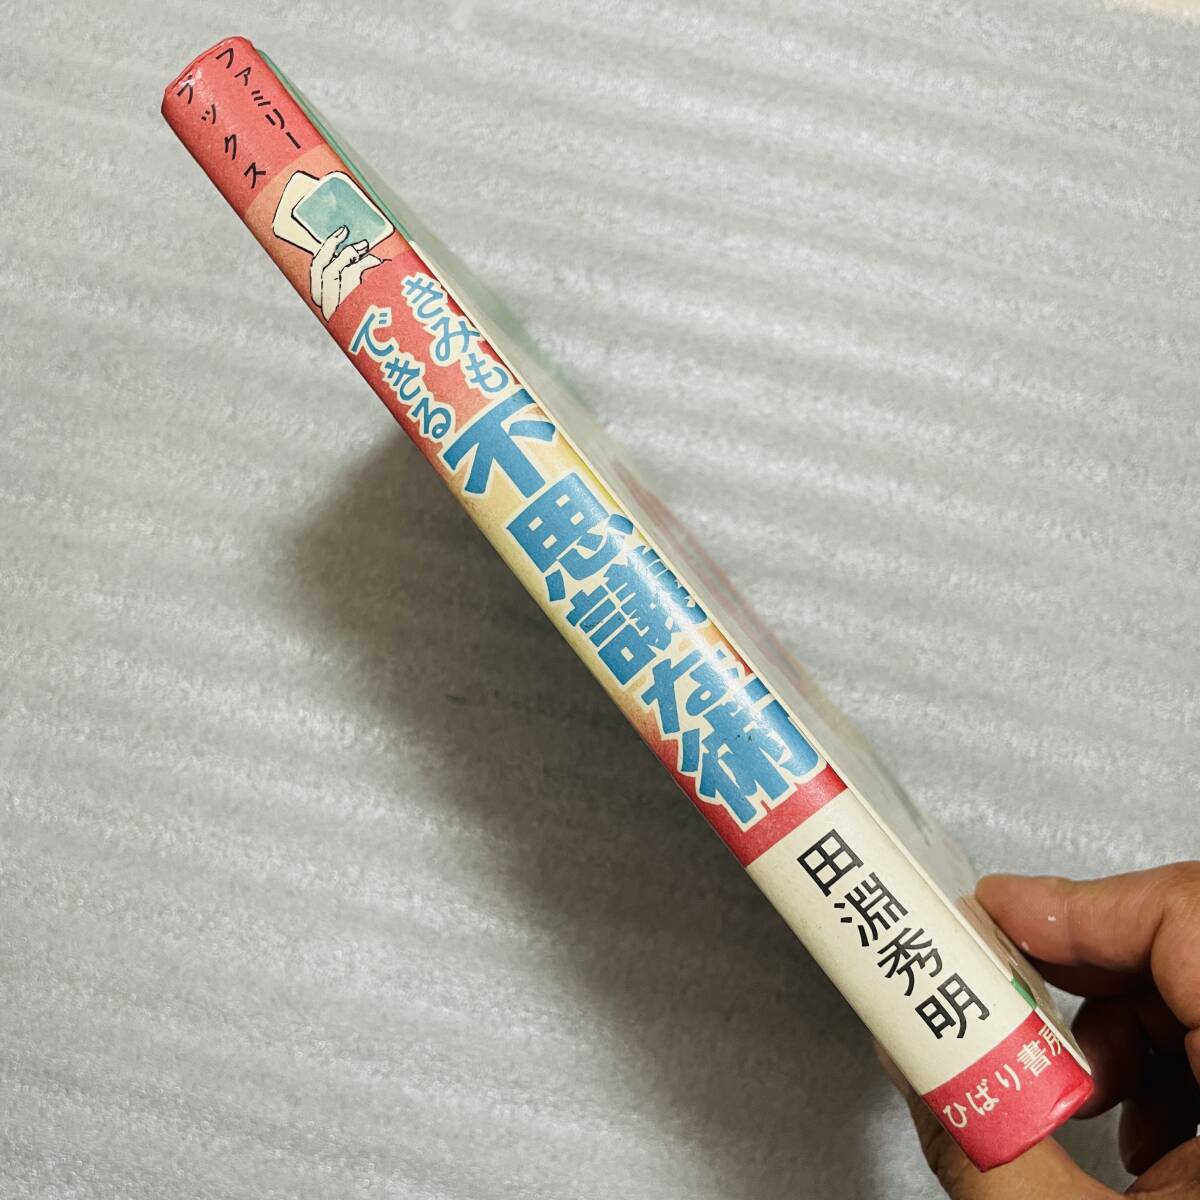 ファミリー
ブックス
きみも
できる
不思議な術
田淵秀明
ひばり書房